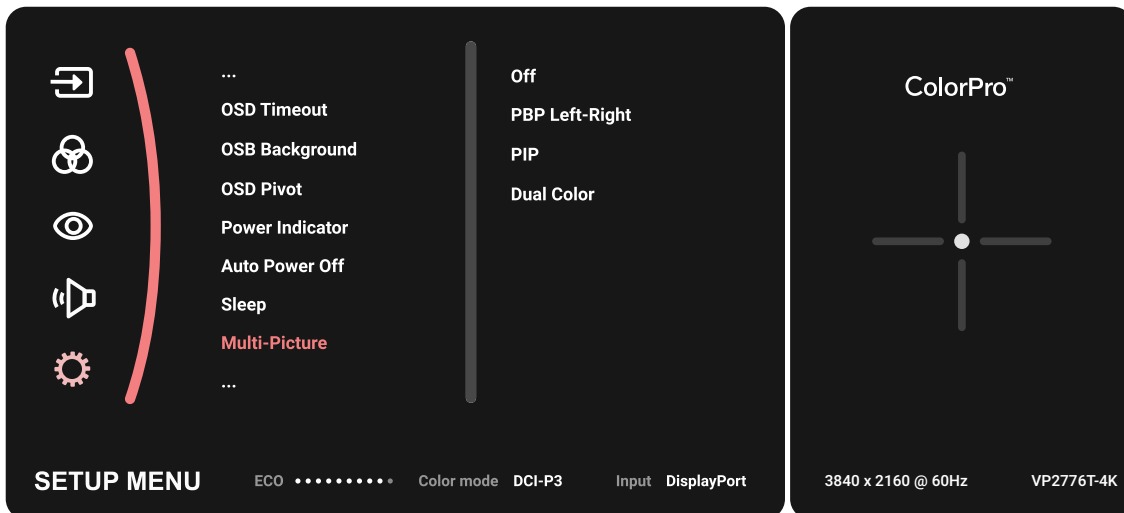 ...
OSD Timeout
OSB Background
OSD Pivot
Power Indicator
Auto Power Off
Sleep
Multi-Picture
...
Off
PBP Left-Right
PIP
Dual Color
SETUP MENU
ECO
Color mode DCI-P3
Input DisplayPort
ColorPro™
3840 x 2160 @ 60Hz
VP2776T-4K